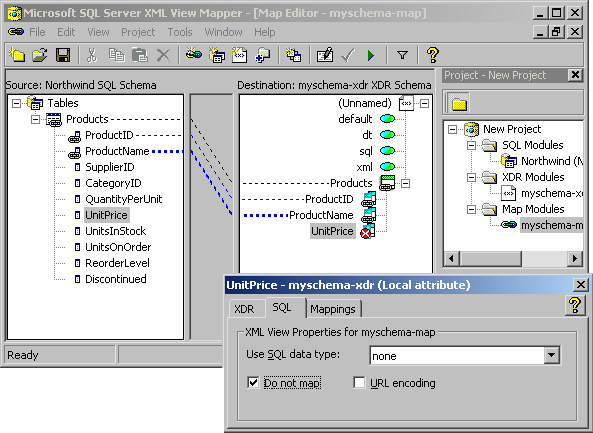 Microsoft SQL Server XML View Mapper - [Map Editor - myschema-map]
File Edit View Project Tools Window Help
Source: Northwind SQL Schema
Tables
Products
ProductID
ProductName
SupplierID
CategoryID
QuantityPerUnit
UnitPrice
UnitsInStock
UnitsOnOrder
ReorderLevel
Discontinued
Destination: myschema-xdr XDR Schema
(Unnamed)
default
dt
sql
xml
Products
ProductID
ProductName
UnitPrice
Project - New Project
New Project
SQL Modules
Northwind (N
XDR Modules
myschema-x
Map Modules
myschema-m
Ready
UnitPrice - myschema-xdr (Local attribute)
XDR SQL Mappings
XML View Properties for myschema-map
Use SQL data type: none
Do not map URL encoding